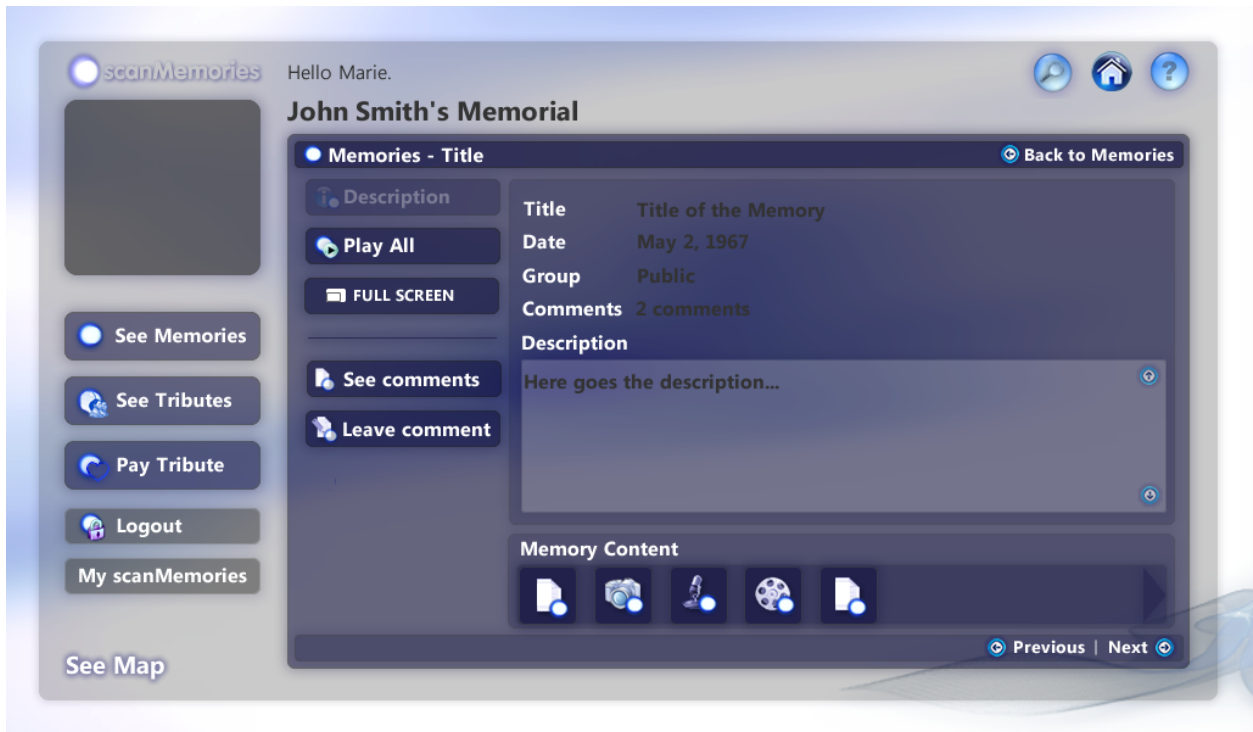 scanMemories
Hello Marie.
John Smith's Memorial
Memories - Title
Back to Memories
Description
Play All
FULL SCREEN
See comments
Leave comment
Title Title of the Memory
Date May 2, 1967
Group Public
Comments 2 comments
Description
Here goes the description...
Memory Content
Previous | Next
See Memories
See Tributes
Pay Tribute
Logout
My scanMemories
See Map
?